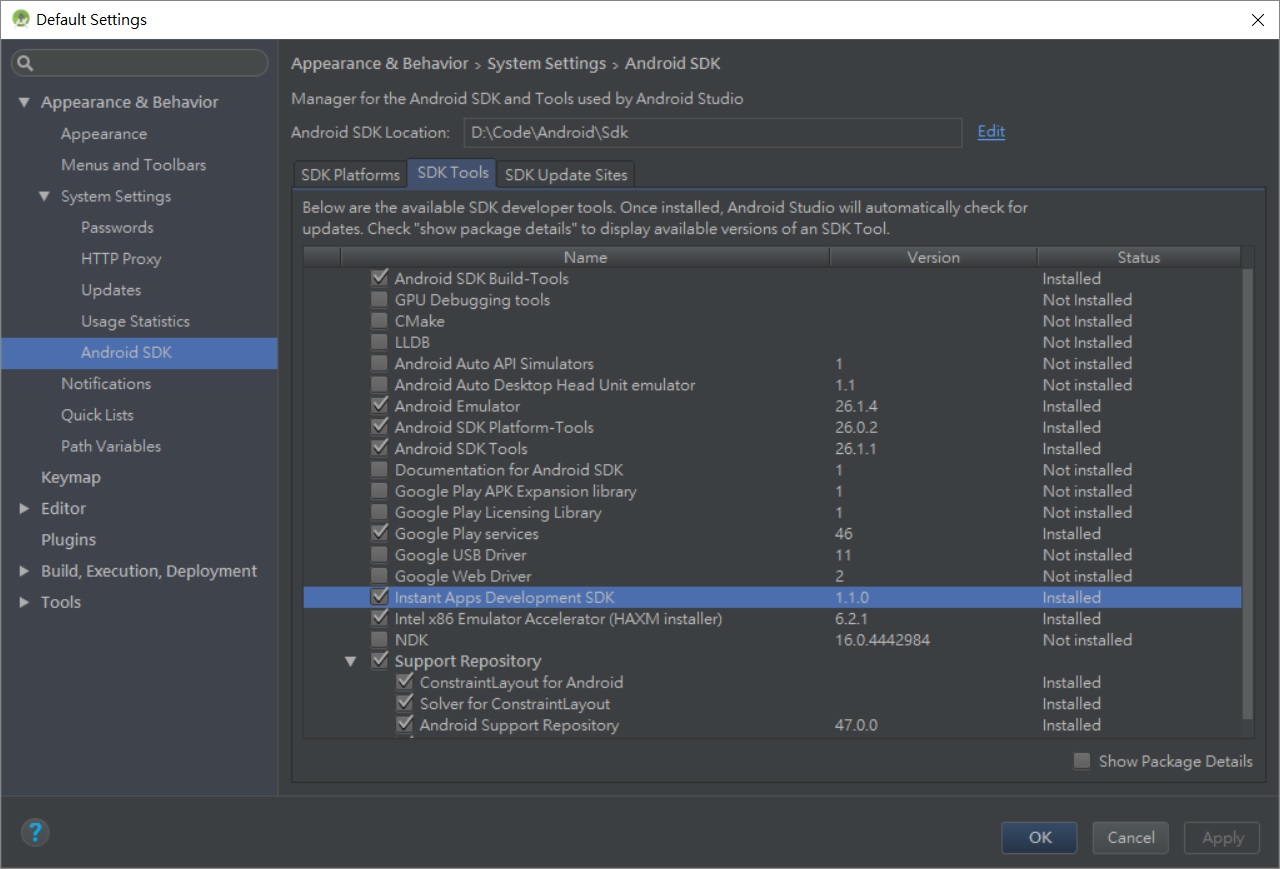 Default Settings
Appearance & Behavior
Appearance
Menus and Toolbars
System Settings
Passwords
HTTP Proxy
Updates
Usage Statistics
Android SDK
Notifications
Quick Lists
Path Variables
Keymap
Editor
Plugins
Build, Execution, Deployment
Tools
Appearance & Behavior › System Settings › Android SDK
Manager for the Android SDK and Tools used by Android Studio
Android SDK Location: D:\Code\Android\Sdk Edit
SDK Platforms SDK Tools SDK Update Sites
Below are the available SDK developer tools. Once installed, Android Studio will automatically check for
updates. Check "show package details" to display available versions of an SDK Tool.
Name Version Status
Android SDK Build-Tools Installed
GPU Debugging tools Not Installed
CMake Not Installed
LLDB Not Installed
Android Auto API Simulators 1 Not installed
Android Auto Desktop Head Unit emulator 1.1 Not installed
Android Emulator 26.1.4 Installed
Android SDK Platform-Tools 26.0.2 Installed
Android SDK Tools 26.1.1 Installed
Documentation for Android SDK 1 Not installed
Google Play APK Expansion library 1 Not installed
Google Play Licensing Library 1 Not installed
Google Play services 46 Installed
Google USB Driver 11 Not installed
Google Web Driver 2 Not installed
Instant Apps Development SDK 1.1.0 Installed
Intel x86 Emulator Accelerator (HAXM installer) 6.2.1 Installed
NDK 16.0.4442984 Not installed
Support Repository
ConstraintLayout for Android Installed
Solver for ConstraintLayout Installed
Android Support Repository 47.0.0 Installed
Show Package Details
?
OK Cancel Apply